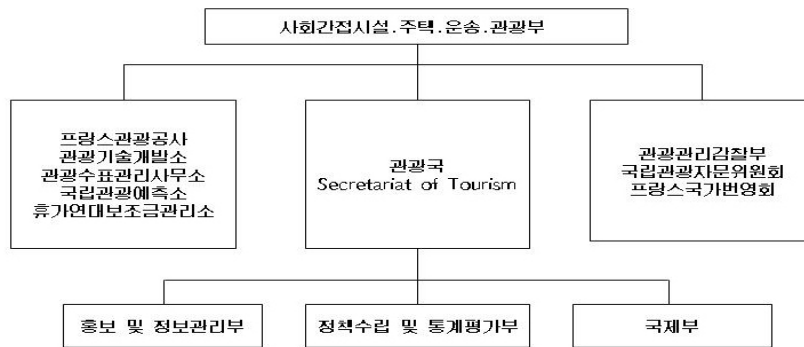 사회간접시설.주택.운송.관광부
프랑스관광공사
관광기술개발소
관광수표관리사무소
국립관광예측소
휴가연대보조금관리소
관광국
Secretariat of Tourism
관광관리감찰부
국립관광자문위원회
프랑스국가번영회
홍보 및 정보관리부
정책수립 및 통계평가부
국제부